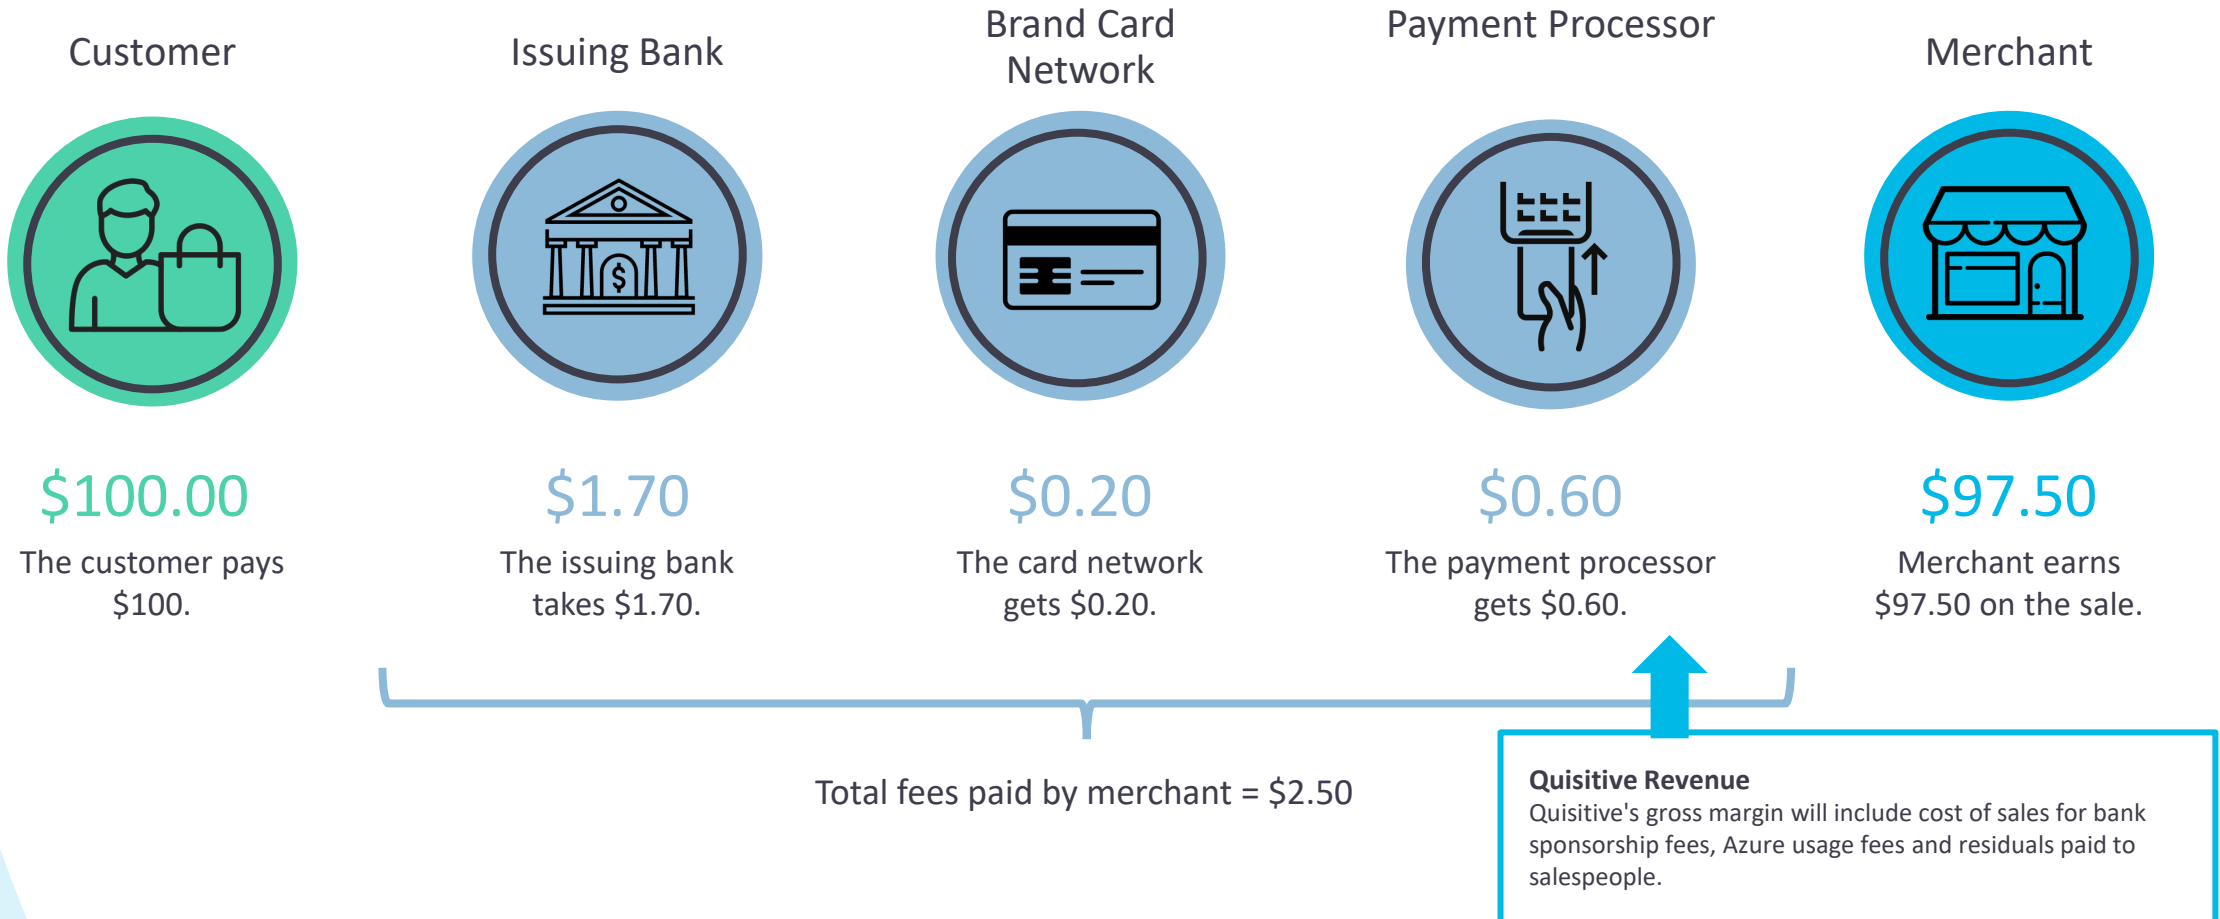 Customer
Issuing Bank
Brand Card
Network
Payment Processor
Merchant
$
$100.00
$1.70
$0.20
$0.60
$97.50
The customer pays
$100.
The issuing bank
takes $1.70.
The card network
gets $0.20.
The payment processor
gets $0.60.
Merchant earns
$97.50 on the sale.
Total fees paid by merchant = $2.50
Quisitive Revenue
Quisitive's gross margin will include cost of sales for bank
sponsorship fees, Azure usage fees and residuals paid to
salespeople.